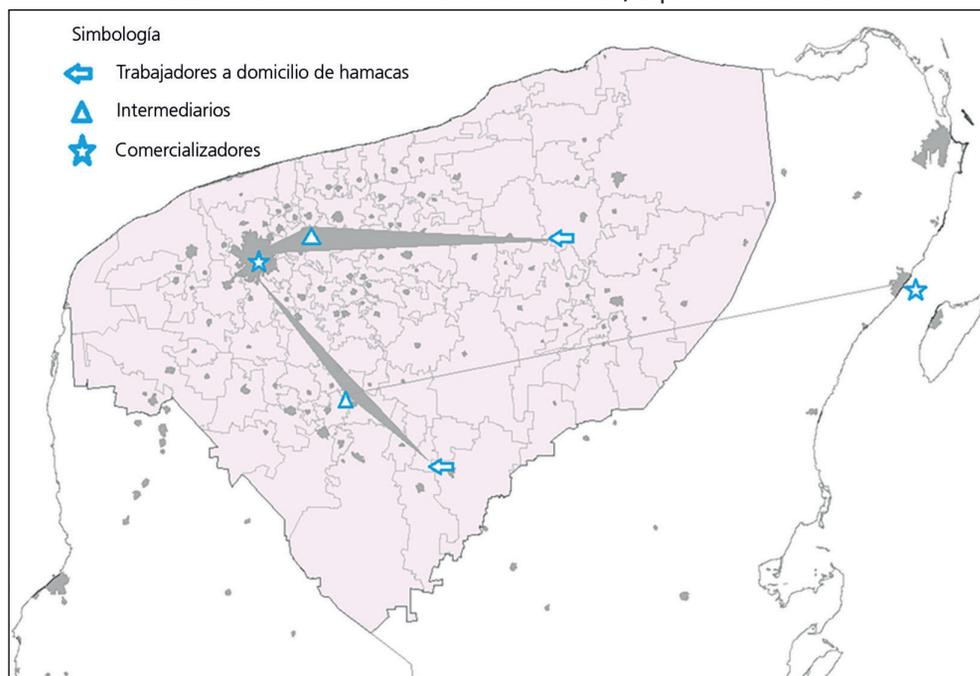 Simbología
Trabajadores a domicilio de hamacas
Intermediarios
Comercializadores